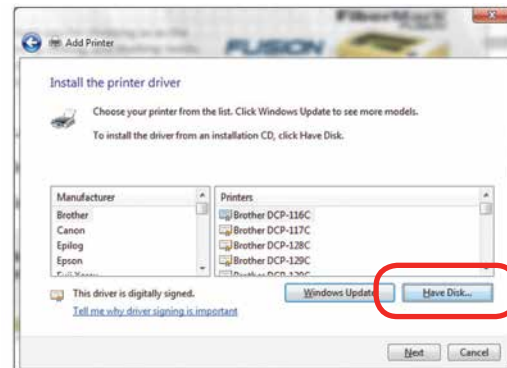 FiberMark
FUSION
Add Printer
Install the printer driver
Choose your printer from the list. Click Windows Update to see more models.
To install the driver from an installation CD, click Have Disk.
Manufacturer
Brother
Canon
Epilog
Epson
Fuji Xerox
Printers
Brother DCP-116C
Brother DCP-117C
Brother DCP-128C
Brother DCP-129C
This driver is digitally signed.
Tell me why driver signing is important
Windows Update
Have Disk...
Next
Cancel